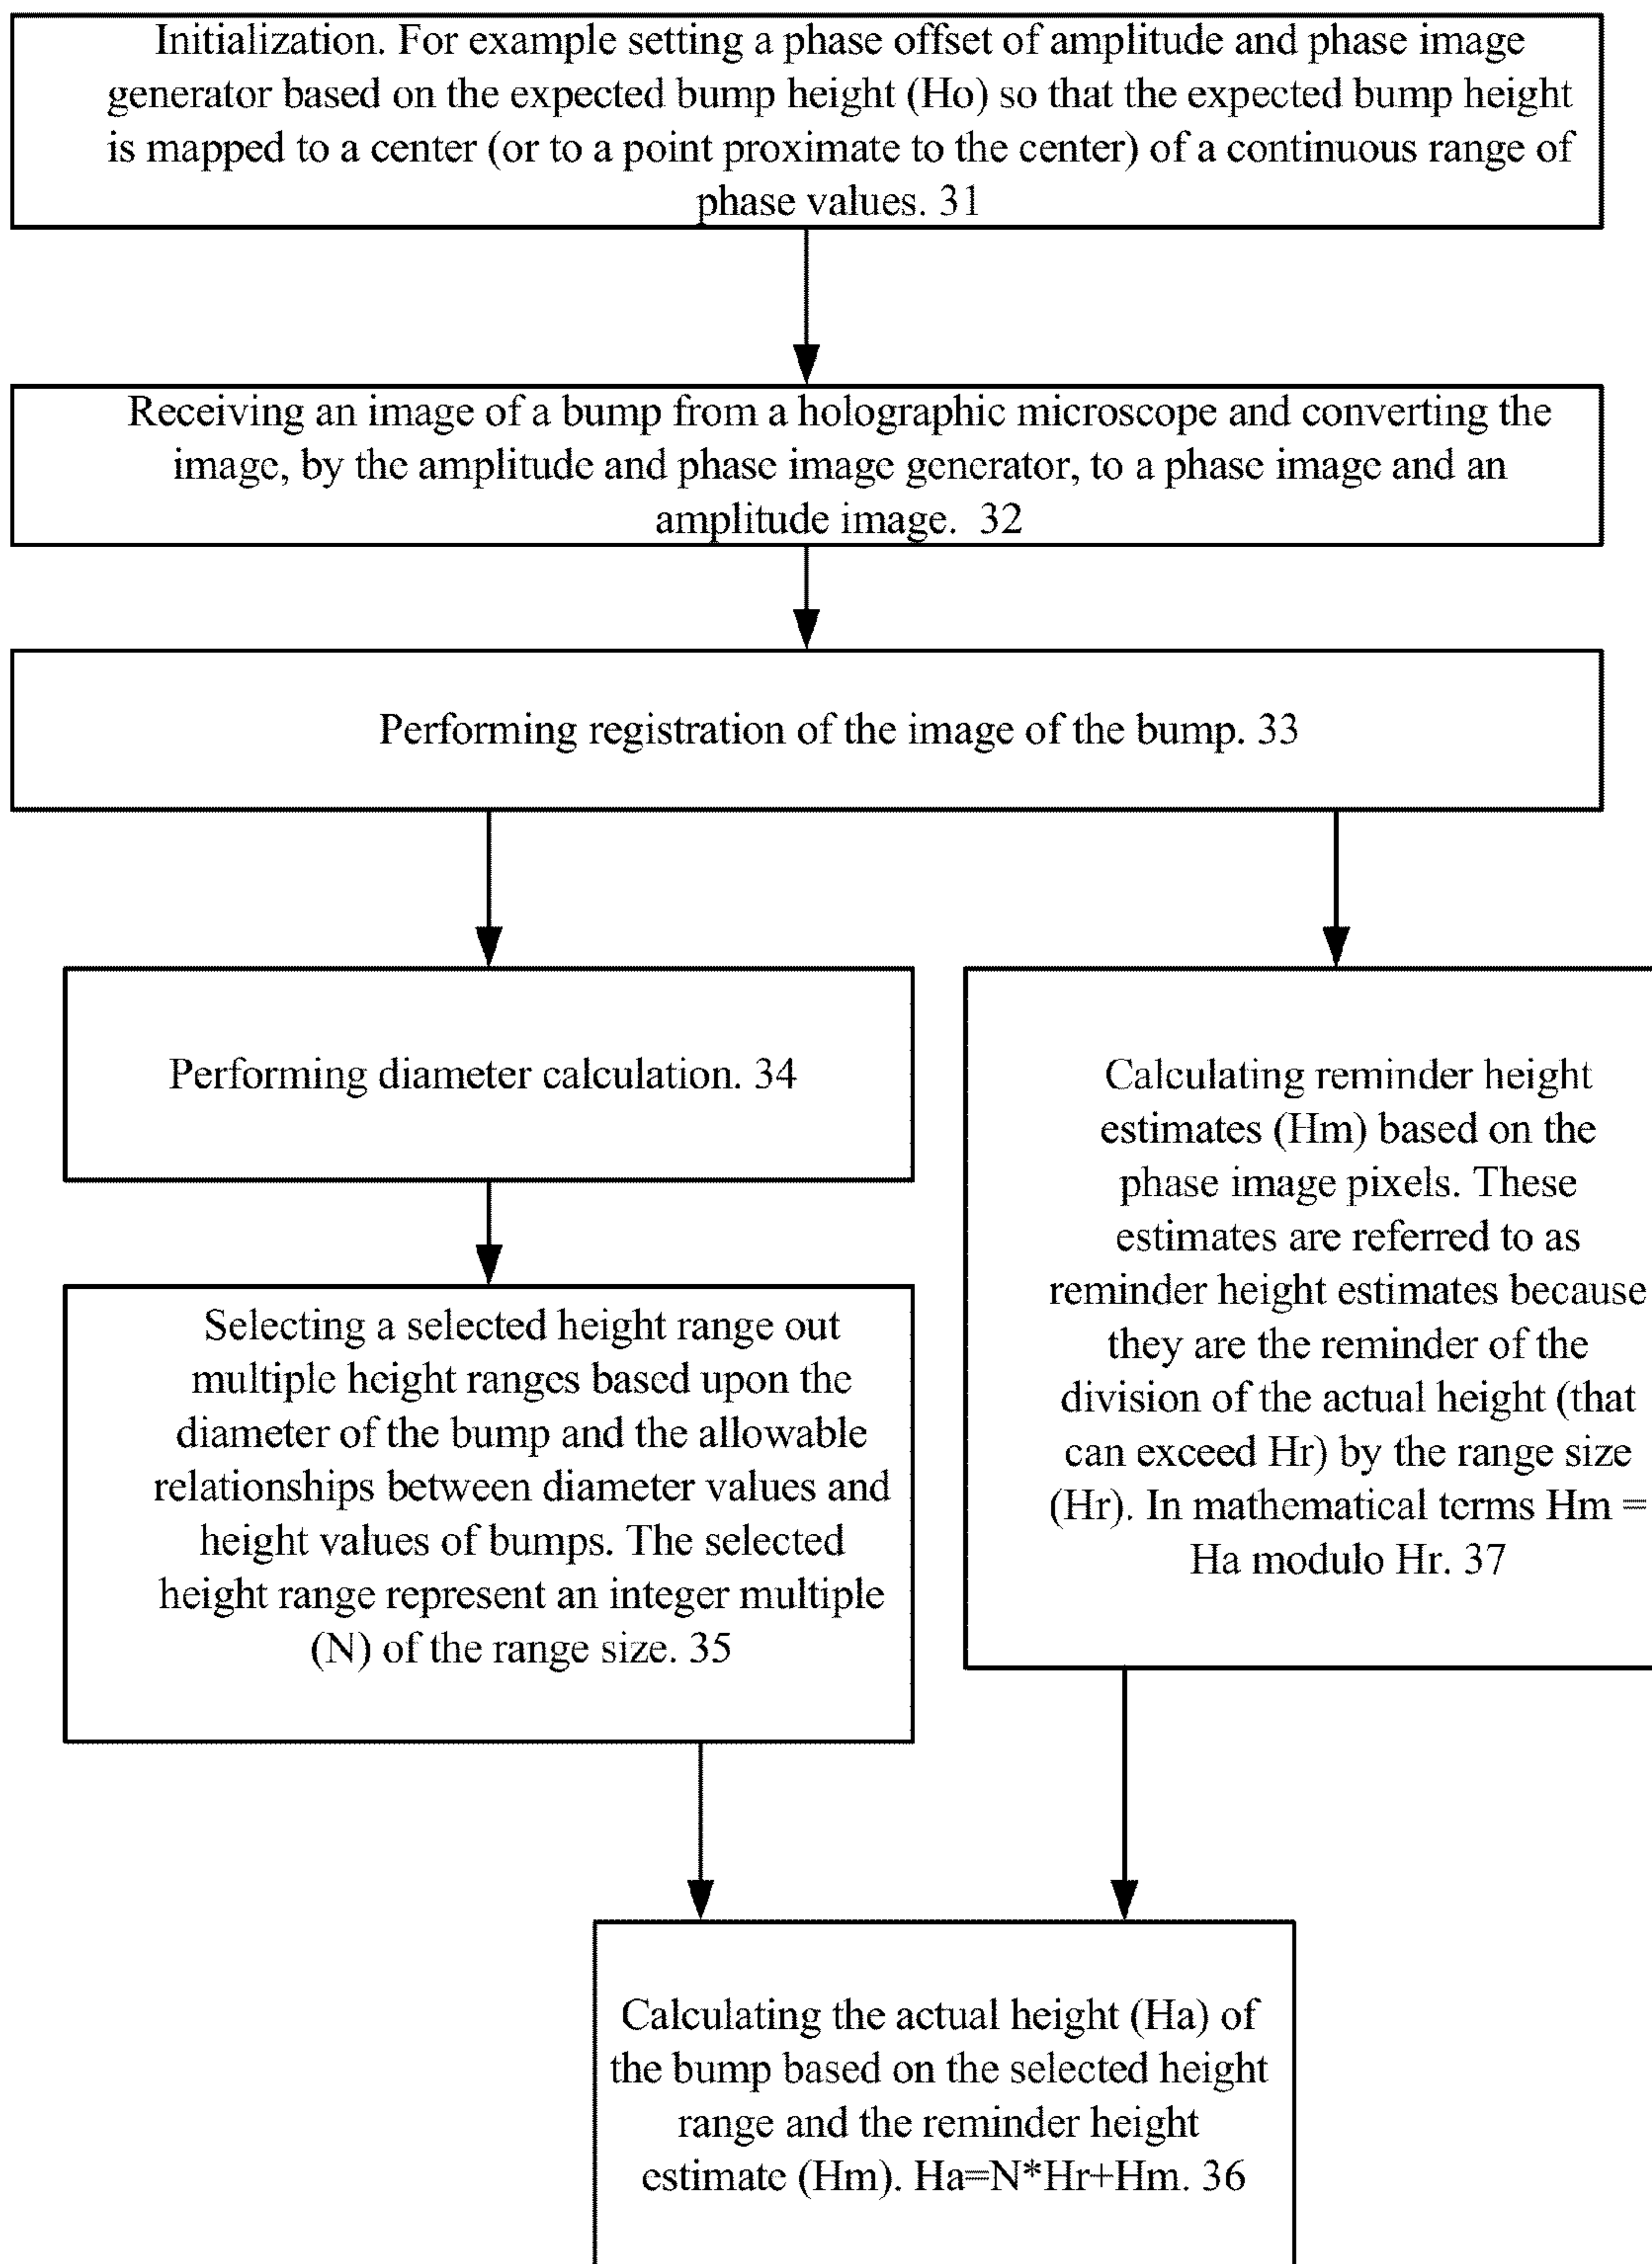 Initialization. For example setting a phase offset of amplitude and phase image
generator based on the expected bump height (Ho) so that the expected bump height
is mapped to a center (or to a point proximate to the center) of a continuous range of
phase values. 31
Receiving an image of a bump from a holographic microscope and converting the
image, by the amplitude and phase image generator, to a phase image and an
amplitude image. 32
Performing registration of the image of the bump. 33
Performing diameter calculation. 34
Selecting a selected height range out
multiple height ranges based upon the
diameter of the bump and the allowable
relationships between diameter values and
height values of bumps. The selected
height range represent an integer multiple
(N) of the range size. 35
Calculating reminder height
estimates (Hm) based on the
phase image pixels. These
estimates are referred to as
reminder height estimates because
they are the reminder of the
division of the actual height (that
can exceed Hr) by the range size
(Hr). In mathematical terms Hm =
Ha modulo Hr. 37
Calculating the actual height (Ha) of
the bump based on the selected height
range and the reminder height
estimate (Hm). Ha=N*Hr+Hm. 36